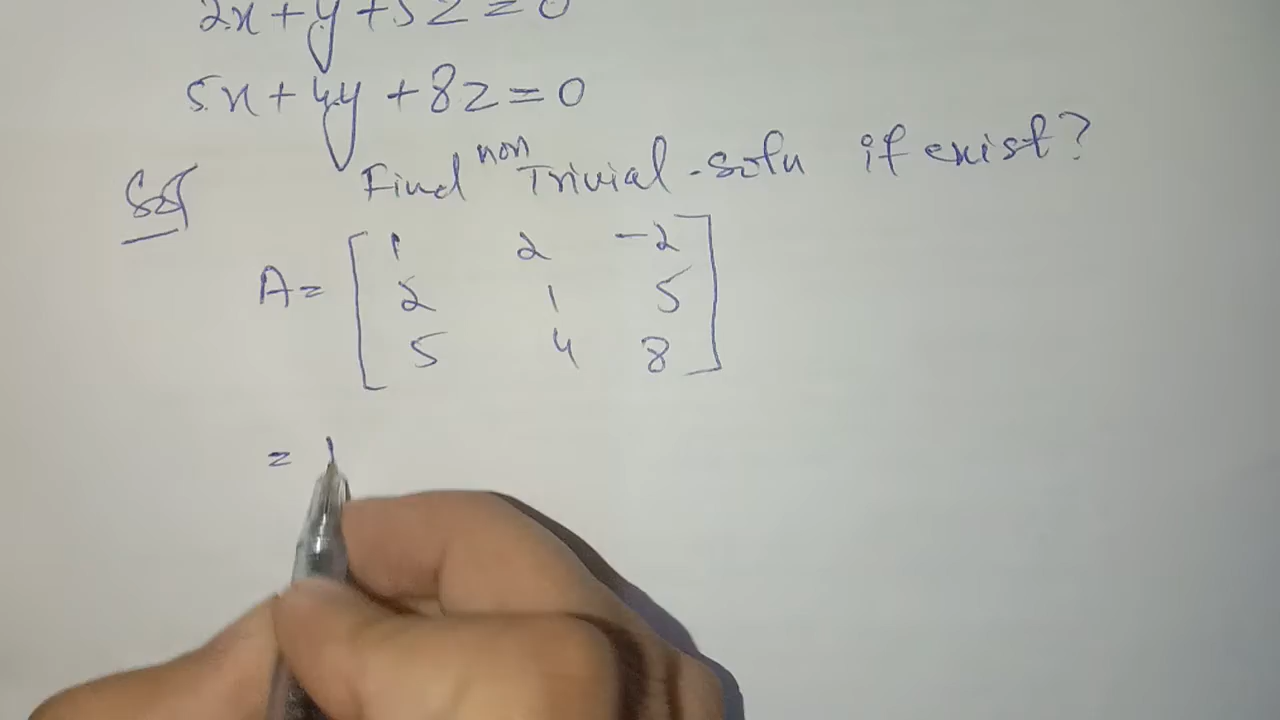 2x+y+5z=0
5x+4y+8z=0
Find non Trivial soln if exist?
Sol
A= [ 1 2 -2
2 1 5
5 4 8 ]
= 1